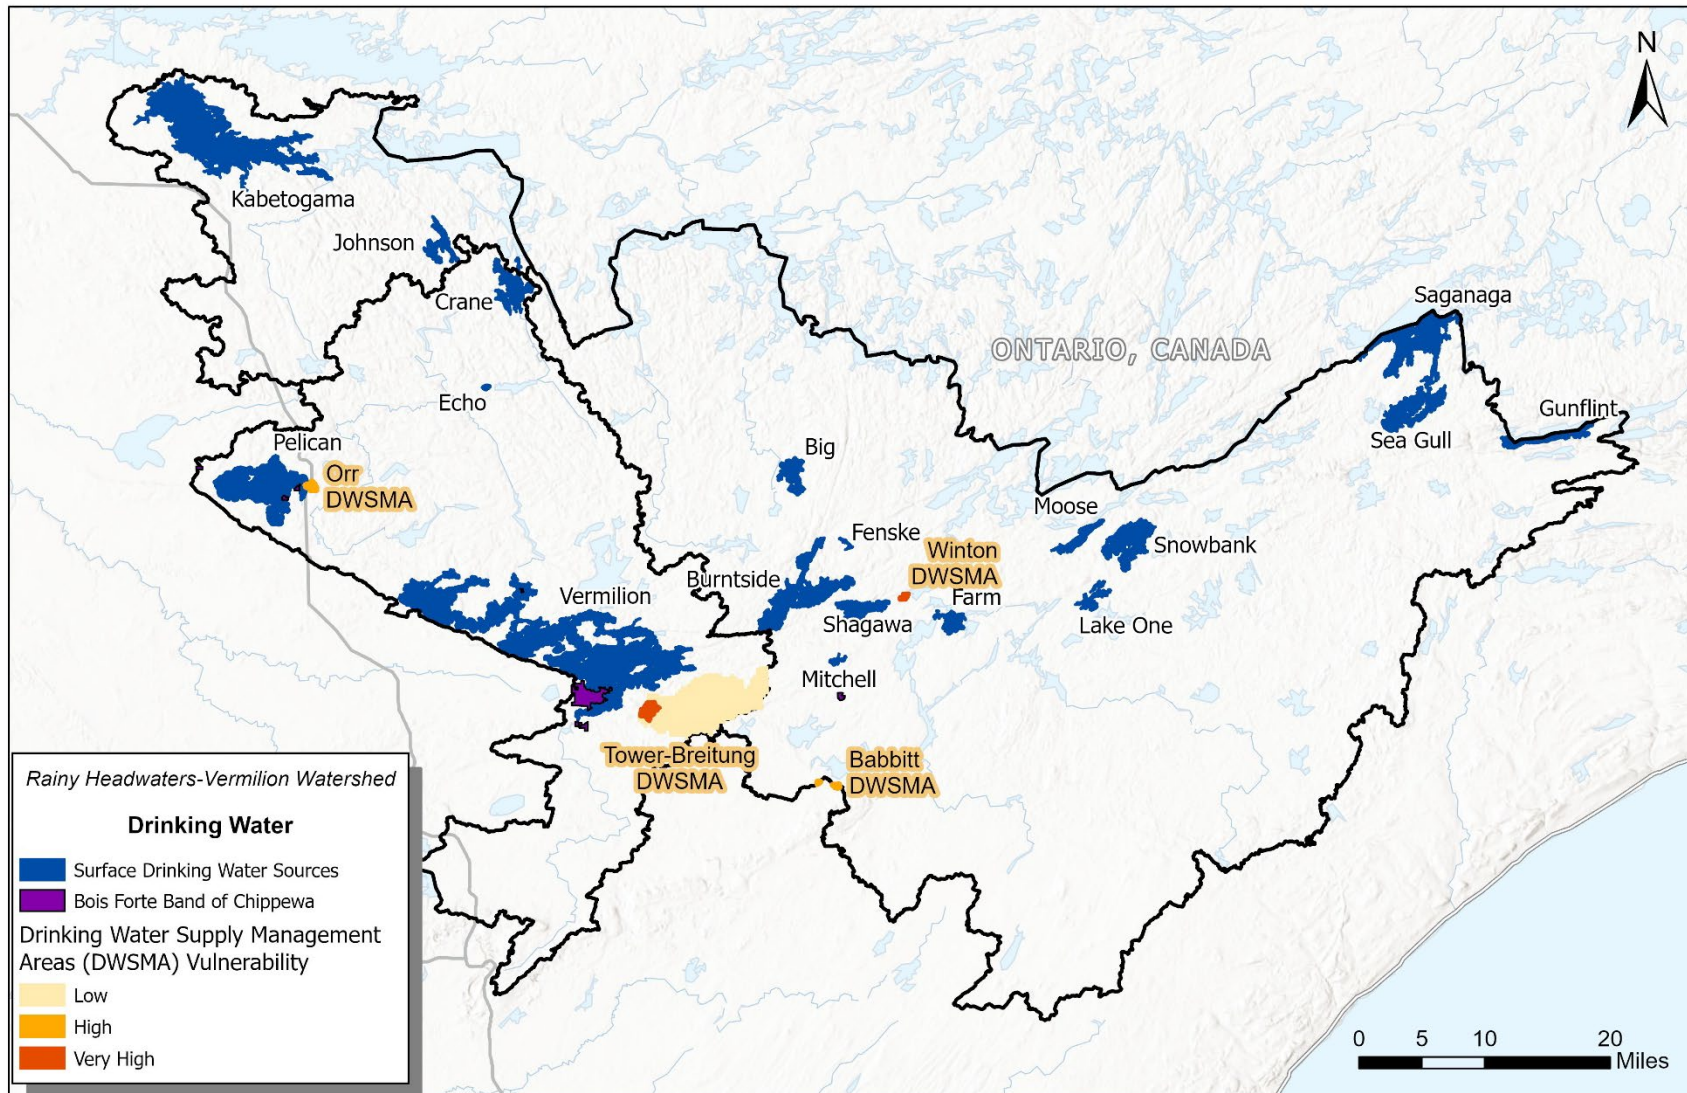 N
Saganaga
ONTARIO, CANADA
Kabetogama
Johnson
Crane
Echo
Gunflint
Sea Gull
Pelican
Orr
DWSMA
Big
Moose
Snowbank
Fenske
Winton
DWSMA
Burntside
Vermilion
Farm
Shagawa
Lake One
Mitchell
Tower-Breitung
DWSMA
Babbitt
DWSMA
Rainy Headwaters-Vermilion Watershed
Drinking Water
Surface Drinking Water Sources
Bois Forte Band of Chippewa
Drinking Water Supply Management
Areas (DWSMA) Vulnerability
Low
High
Very High
0 5 10 20
Miles